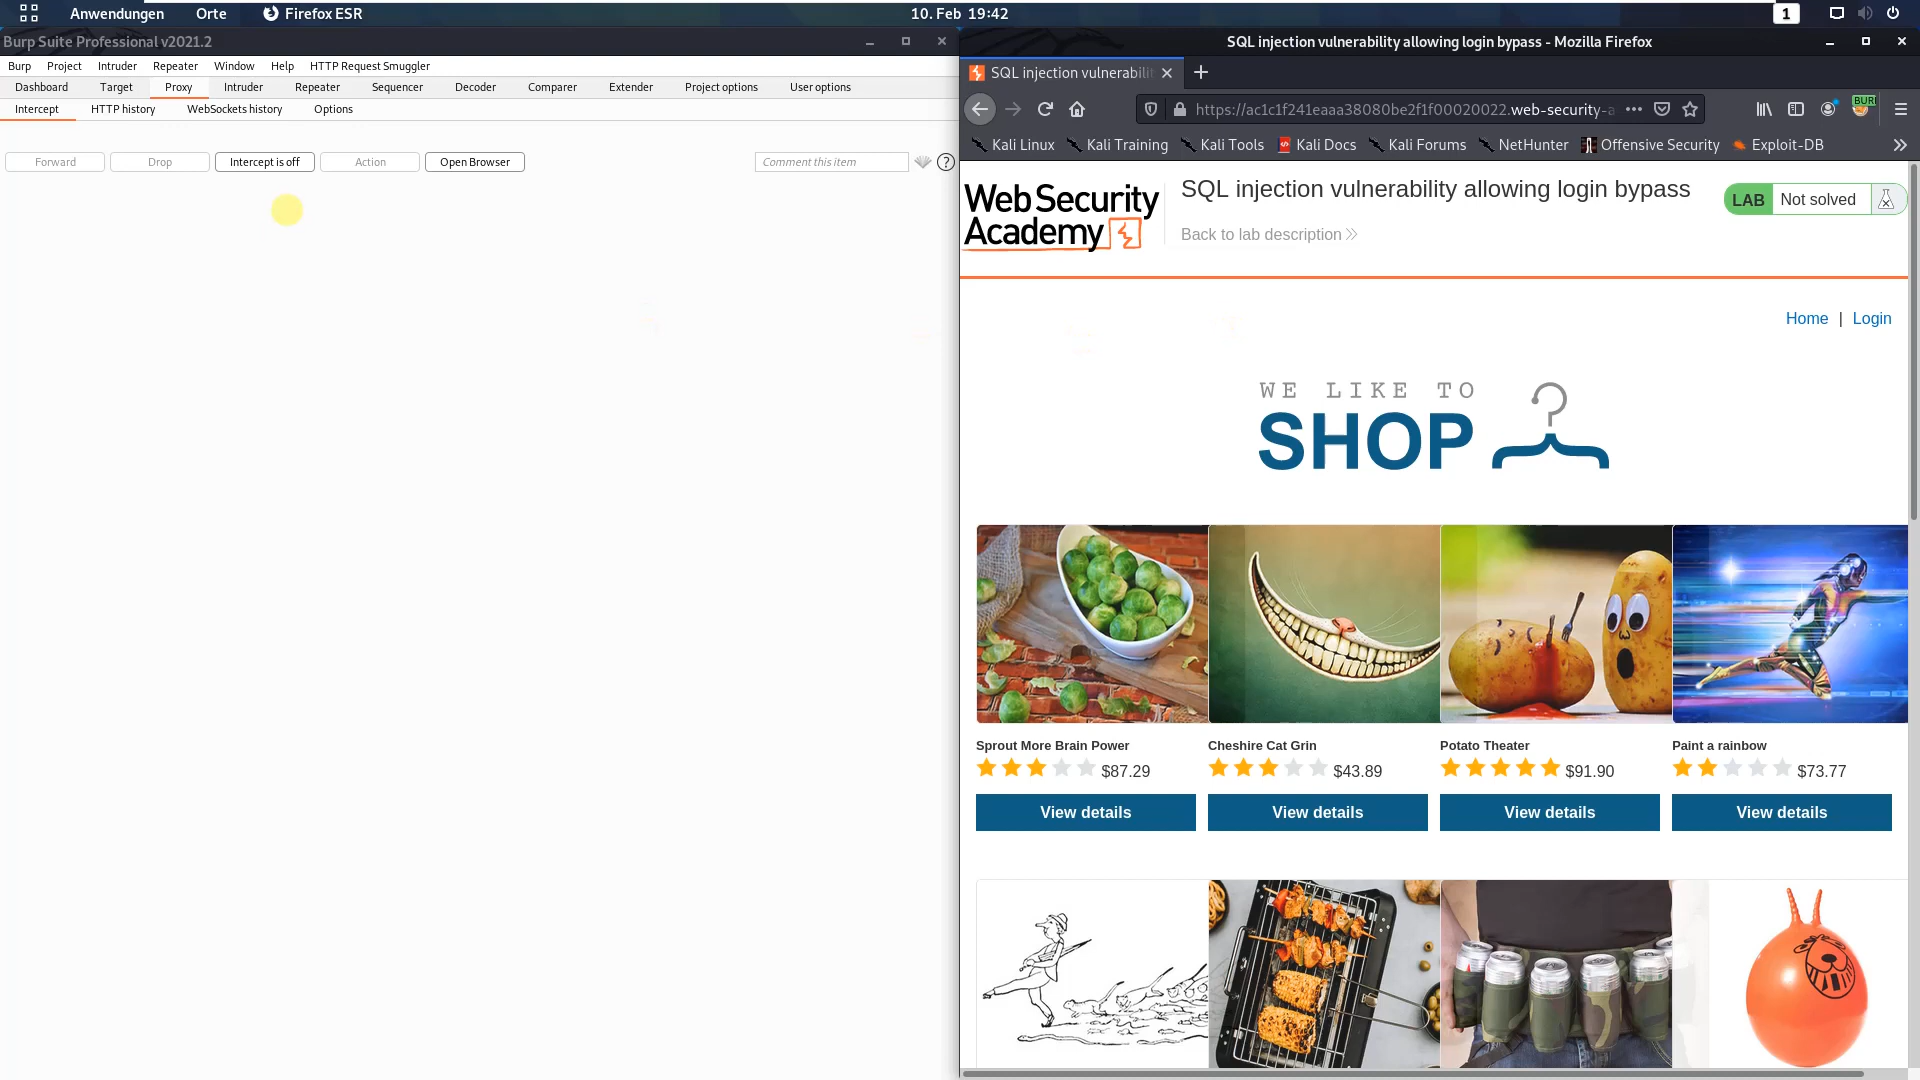 Anwendungen Orte Firefox ESR 10. Feb 19:42 1
Burp Suite Professional v2021.2
Burp Project Intruder Repeater Window Help HTTP Request Smuggler
Dashboard Target Proxy Intruder Repeater Sequencer Decoder Comparer Extender Project options User options
Intercept HTTP history WebSockets history Options
Forward Drop Intercept is off Action Open Browser Comment this item ?
SQL injection vulnerability allowing login bypass - Mozilla Firefox
SQL injection vulnerabili
https://ac1c1f241eaaa38080be2f1f00020022.web-security-a BUR
Kali Linux Kali Training Kali Tools Kali Docs Kali Forums NetHunter Offensive Security Exploit-DB
Web Security
Academy
SQL injection vulnerability allowing login bypass
Back to lab description
LAB Not solved
Home | Login
WE LIKE TO
SHOP
Sprout More Brain Power Cheshire Cat Grin Potato Theater Paint a rainbow
$87.29 $43.89 $91.90 $73.77
View details View details View details View details